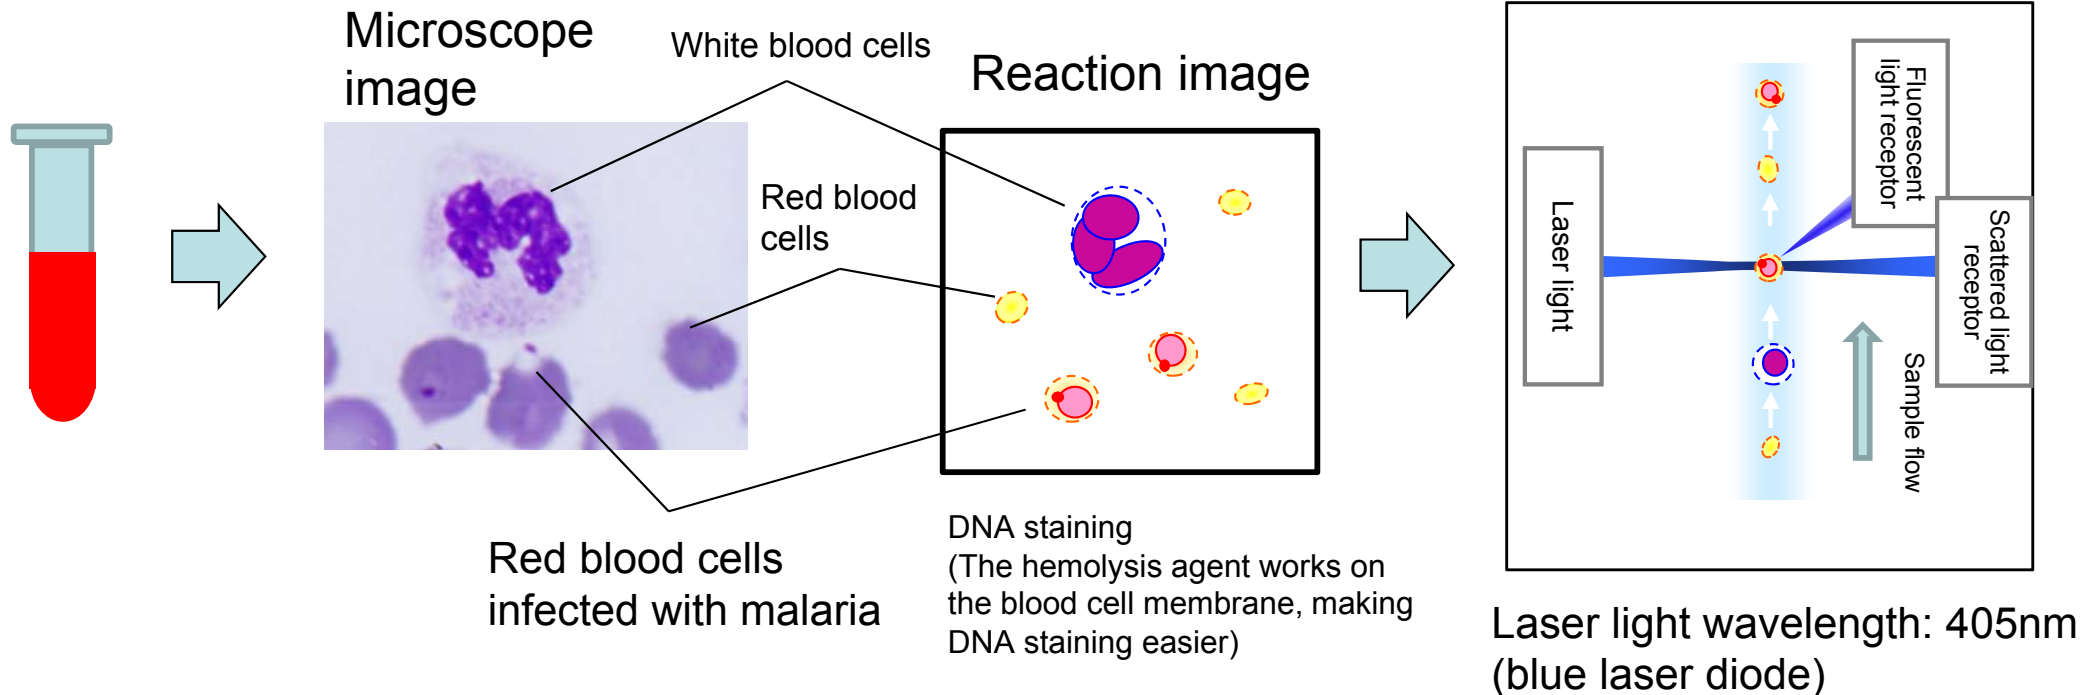 Microscope
image
White blood cells
Reaction image
Red blood
cells
Red blood cells
infected with malaria
DNA staining
(The hemolysis agent works on
the blood cell membrane, making
DNA staining easier)
Laser light
Fluorescent
light receptor
Scattered light
receptor
Sample flow
Laser light wavelength: 405nm
(blue laser diode)